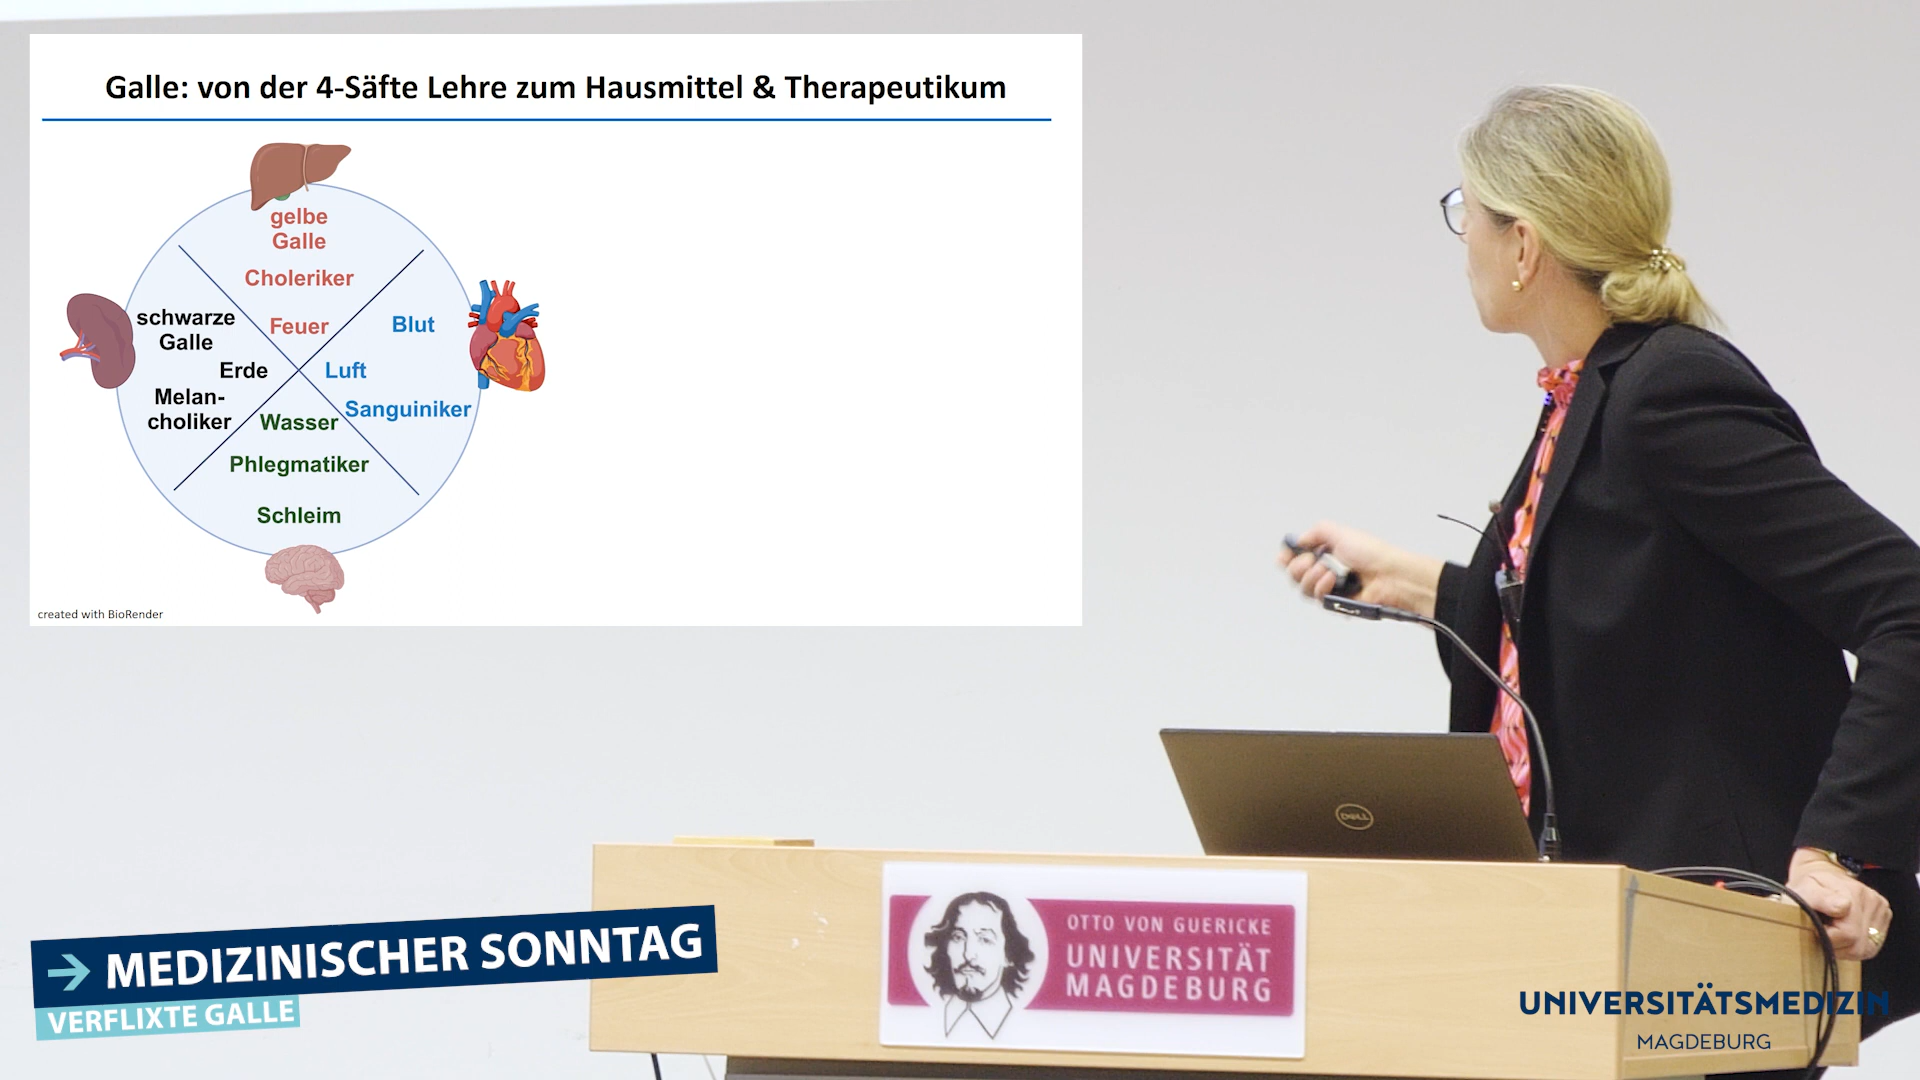 Galle: von der 4-Säfte Lehre zum Hausmittel & Therapeutikum
gelbe
Galle
Choleriker
Feuer
schwarze
Galle
Erde
Melan-
choliker
Blut
Luft
Sanguiniker
Wasser
Phlegmatiker
Schleim
created with BioRender
DELL
OTTO VON GUERICKE
UNIVERSITÄT
MAGDEBURG
→ MEDIZINISCHER SONNTAG
VERFLIXTE GALLE
UNIVERSITÄTSMEDIZIN
MAGDEBURG